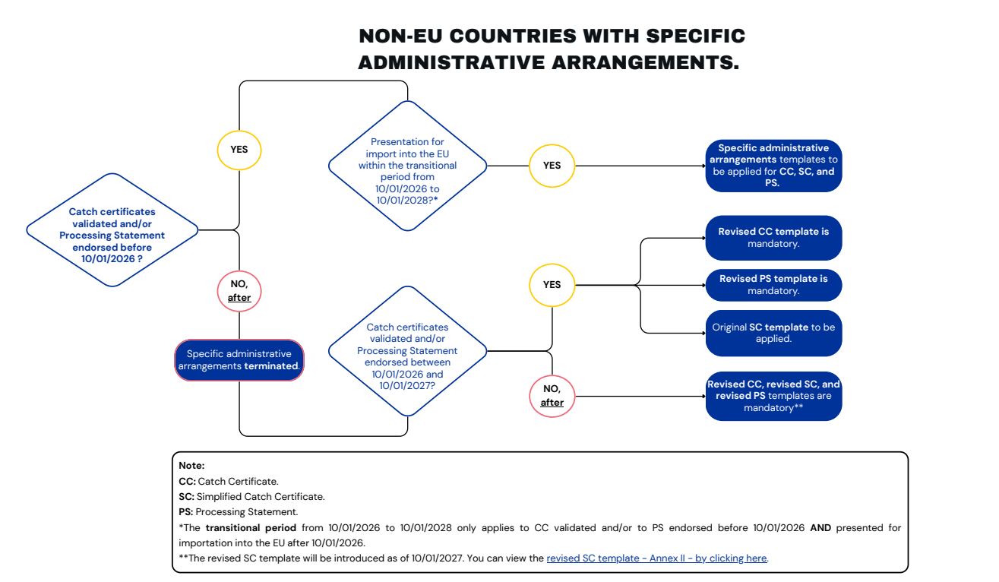 NON-EU COUNTRIES WITH SPECIFIC
ADMINISTRATIVE ARRANGEMENTS.
Catch certificates
validated and/or
Processing Statement
endorsed before
10/01/2026 ?
YES
Presentation for
import into the EU
within the transitional
period from
10/01/2026 to
10/01/2028?*
YES
Specific administrative
arrangements templates to
be applied for CC, SC, and
PS.
NO,
after
Specific administrative
arrangements terminated.
Catch certificates
validated and/or
Processing Statement
endorsed between
10/01/2026 and
10/01/2027?
YES
Revised CC template is
mandatory.
Revised PS template is
mandatory.
Original SC template to be
applied.
NO,
after
Revised CC, revised SC, and
revised PS templates are
mandatory**
Note:
CC: Catch Certificate.
SC: Simplified Catch Certificate.
PS: Processing Statement.
*The transitional period from 10/01/2026 to 10/01/2028 only applies to CC validated and/or to PS endorsed before 10/01/2026 AND presented for
importation into the EU after 10/01/2026.
**The revised SC template will be introduced as of 10/01/2027. You can view the revised SC template - Annex II - by clicking here.